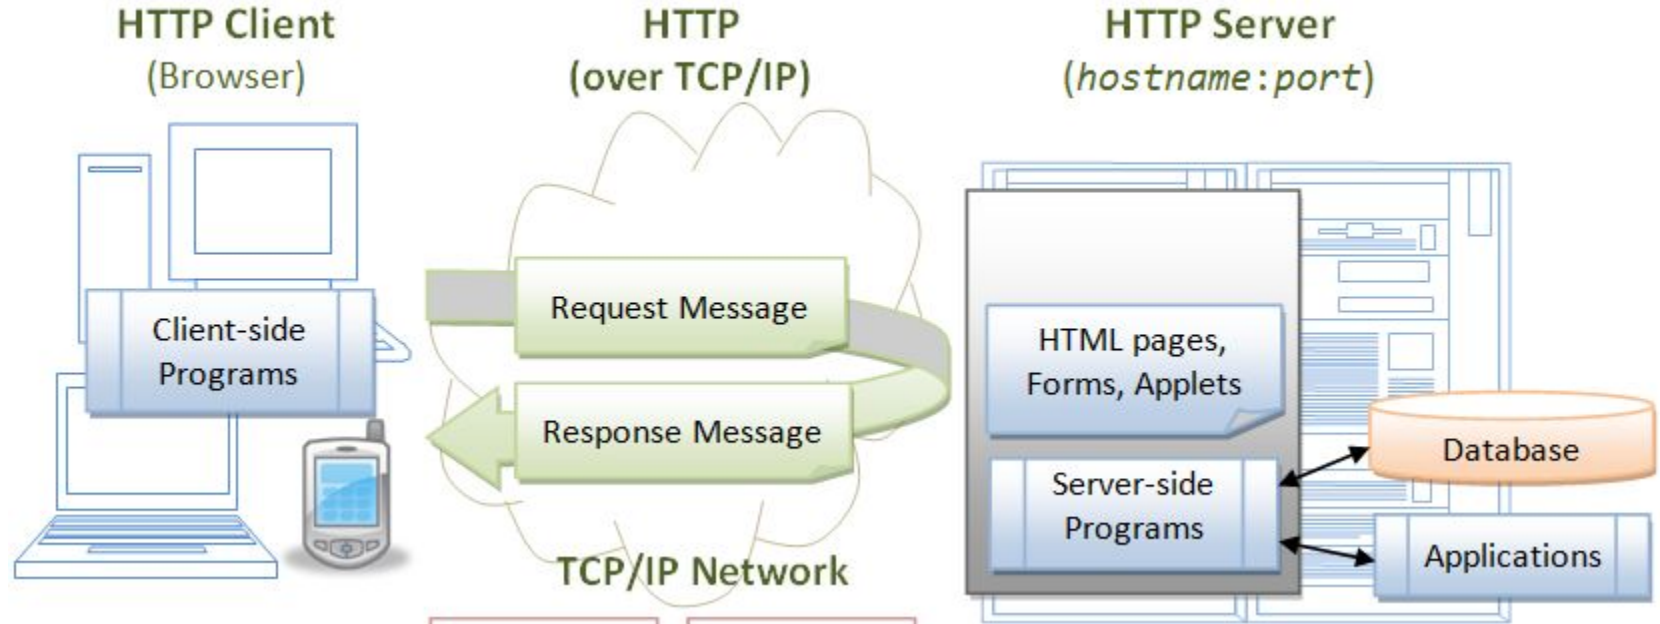 HTTP Client
(Browser)
HTTP
(over TCP/IP)
HTTP Server
(hostname:port)
Client-side
Programs
Request Message
Response Message
TCP/IP Network
HTML pages,
Forms, Applets
Server-side
Programs
Database
Applications